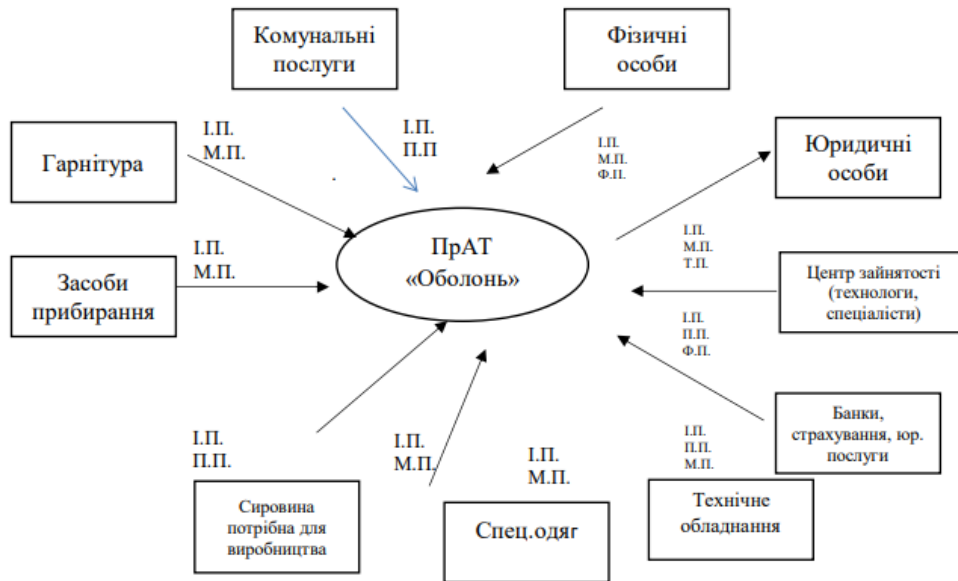 Комунальні
послуги
Фізичні
особи
Гарнітура
І.П.
М.П.
І.П.
П.П
І.П.
М.П.
Ф.П.
Юридичні
особи
ПрАТ
«Оболонь»
І.П.
М.П.
Т.П.
Засоби
прибирання
І.П.
М.П.
Центр зайнятості
(технологи,
спеціалісти)
І.П.
П.П.
Ф.П.
Банки,
страхування, юр.
послуги
І.П.
П.П.
І.П.
М.П.
І.П.
М.П.
І.П.
П.П.
М.П.
Сировина
потрібна для
виробництва
Спец.одяг
Технічне
обладнання